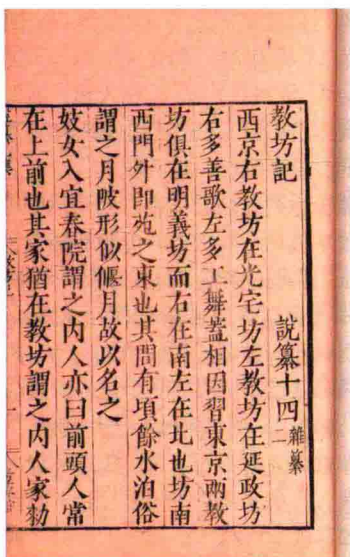 教坊記
說纂十四 雜纂二
西京右教坊在光宅坊左教坊在延政坊
右多善歌左多工舞蓋相因習東京兩教
坊俱在明義坊而右在南左在北也坊南
西門外即苑之東也其間有頃餘水泊俗
謂之月陂形似偃月故以名之
妓女入宜春院謂之内人亦曰前頭人常
在上前也其家猶在教坊謂之内人家勑